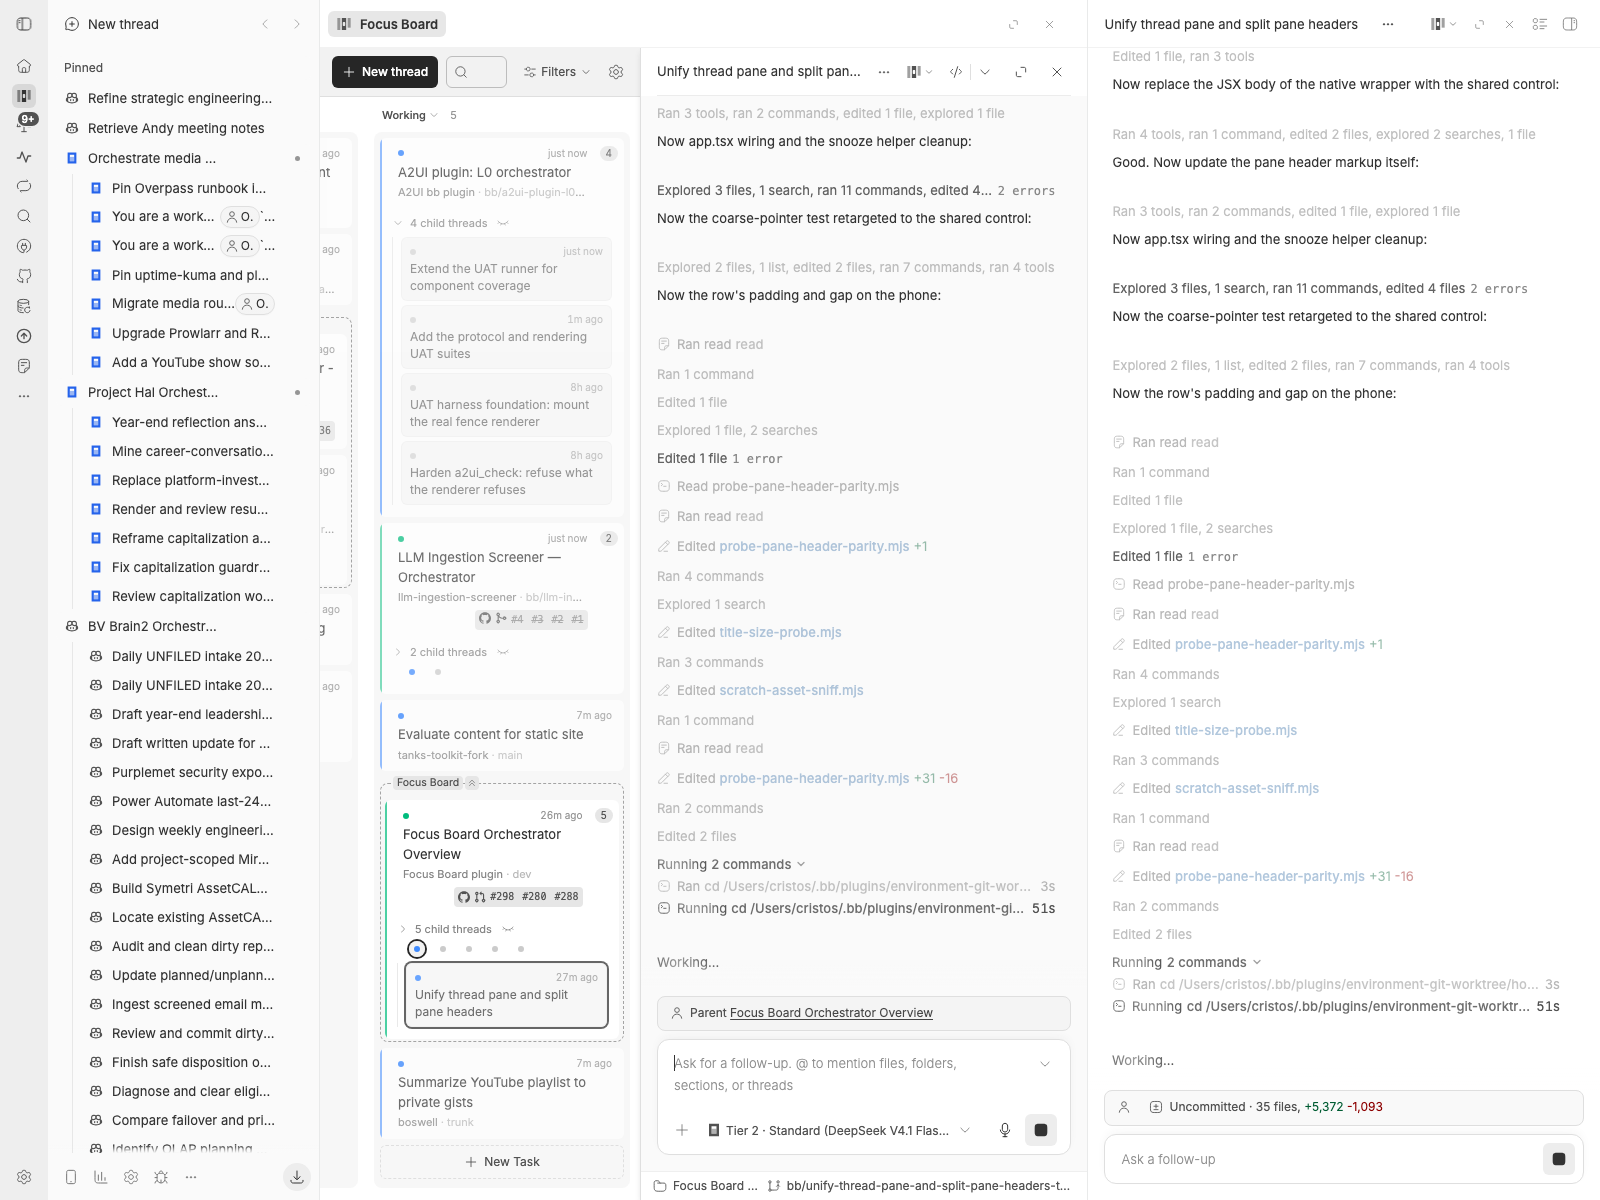 New thread
Pinned
Refine strategic engineering...
Retrieve Andy meeting notes
Orchestrate media ...
Pin Overpass runbook i...
You are a work... O. `...
You are a work... O. `...
Pin uptime-kuma and pl...
Migrate media rou... O.
Upgrade Prowlarr and R...
Add a YouTube show so...
Project Hal Orchest...
Year-end reflection ans...
Mine career-conversatio...
Replace platform-invest...
Render and review resu...
Reframe capitalization a...
Fix capitalization guardr...
Review capitalization wo...
BV Brain2 Orchestr...
Daily UNFILED intake 20...
Daily UNFILED intake 20...
Draft year-end leadershi...
Draft written update for ...
Purplemet security expo...
Power Automate last-24...
Design weekly engineeri...
Add project-scoped Mir...
Build Symetri AssetCAL...
Locate existing AssetCA...
Audit and clean dirty rep...
Update planned/unplann...
Ingest screened email m...
Review and commit dirty...
Finish safe disposition o...
Diagnose and clear eligi...
Compare failover and pri...
Identify OLAP planning
9+
Focus Board
New thread
Filters
ago
nt
ago
a...
ago
r -
36
ago
r...
ago
g
ago
Working 5
just now 4
A2UI plugin: L0 orchestrator
A2UI bb plugin · bb/a2ui-plugin-l0...
4 child threads
just now
Extend the UAT runner for
component coverage
1m ago
Add the protocol and rendering
UAT suites
8h ago
UAT harness foundation: mount
the real fence renderer
8h ago
Harden a2ui_check: refuse what
the renderer refuses
just now 2
LLM Ingestion Screener —
Orchestrator
llm-ingestion-screener · bb/llm-in...
#4 #3 #2 #1
2 child threads
7m ago
Evaluate content for static site
tanks-toolkit-fork · main
Focus Board
26m ago 5
Focus Board Orchestrator
Overview
Focus Board plugin · dev
#298 #280 #288
5 child threads
27m ago
Unify thread pane and split
pane headers
7m ago
Summarize YouTube playlist to
private gists
boswell · trunk
New Task
Unify thread pane and split pan...
Ran 3 tools, ran 2 commands, edited 1 file, explored 1 file
Now app.tsx wiring and the snooze helper cleanup:
Explored 3 files, 1 search, ran 11 commands, edited 4... 2 errors
Now the coarse-pointer test retargeted to the shared control:
Explored 2 files, 1 list, edited 2 files, ran 7 commands, ran 4 tools
Now the row's padding and gap on the phone:
Ran read read
Ran 1 command
Edited 1 file
Explored 1 file, 2 searches
Edited 1 file 1 error
Read probe-pane-header-parity.mjs
Ran read read
Edited probe-pane-header-parity.mjs +1
Ran 4 commands
Explored 1 search
Edited title-size-probe.mjs
Ran 3 commands
Edited scratch-asset-sniff.mjs
Ran 1 command
Ran read read
Edited probe-pane-header-parity.mjs +31 -16
Ran 2 commands
Edited 2 files
Running 2 commands
Ran cd /Users/cristos/.bb/plugins/environment-git-wor... 3s
Running cd /Users/cristos/.bb/plugins/environment-gi... 51s
Working...
Parent Focus Board Orchestrator Overview
Ask for a follow-up. @ to mention files, folders,
sections, or threads
Tier 2 · Standard (DeepSeek V4.1 Flas...
Focus Board ... bb/unify-thread-pane-and-split-pane-headers-t...
Unify thread pane and split pane headers
Edited 1 file, ran 3 tools
Now replace the JSX body of the native wrapper with the shared control:
Ran 4 tools, ran 1 command, edited 2 files, explored 2 searches, 1 file
Good. Now update the pane header markup itself:
Ran 3 tools, ran 2 commands, edited 1 file, explored 1 file
Now app.tsx wiring and the snooze helper cleanup:
Explored 3 files, 1 search, ran 11 commands, edited 4 files 2 errors
Now the coarse-pointer test retargeted to the shared control:
Explored 2 files, 1 list, edited 2 files, ran 7 commands, ran 4 tools
Now the row's padding and gap on the phone:
Ran read read
Ran 1 command
Edited 1 file
Explored 1 file, 2 searches
Edited 1 file 1 error
Read probe-pane-header-parity.mjs
Ran read read
Edited probe-pane-header-parity.mjs +1
Ran 4 commands
Explored 1 search
Edited title-size-probe.mjs
Ran 3 commands
Edited scratch-asset-sniff.mjs
Ran 1 command
Ran read read
Edited probe-pane-header-parity.mjs +31 -16
Ran 2 commands
Edited 2 files
Running 2 commands
Ran cd /Users/cristos/.bb/plugins/environment-git-worktree/ho... 3s
Running cd /Users/cristos/.bb/plugins/environment-git-worktr... 51s
Working...
Uncommitted · 35 files, +5,372 -1,093
Ask a follow-up